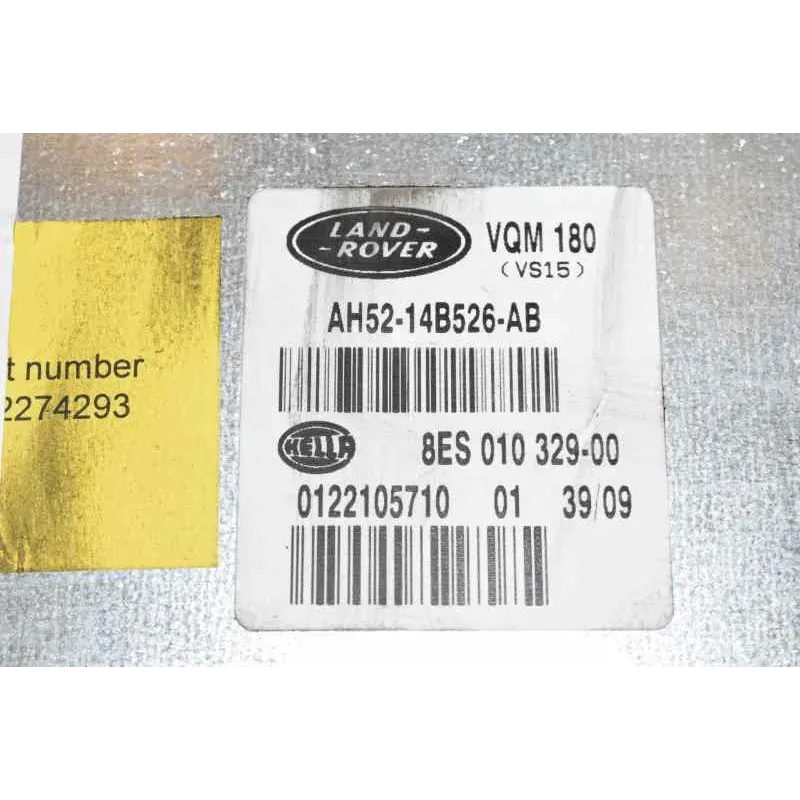 LAND-
-ROVER
VQM 180
(VS15)
AH52-14B526-AB
HELLA
8ES 010 329-00
0122105710 01 39/09
t number
2274293